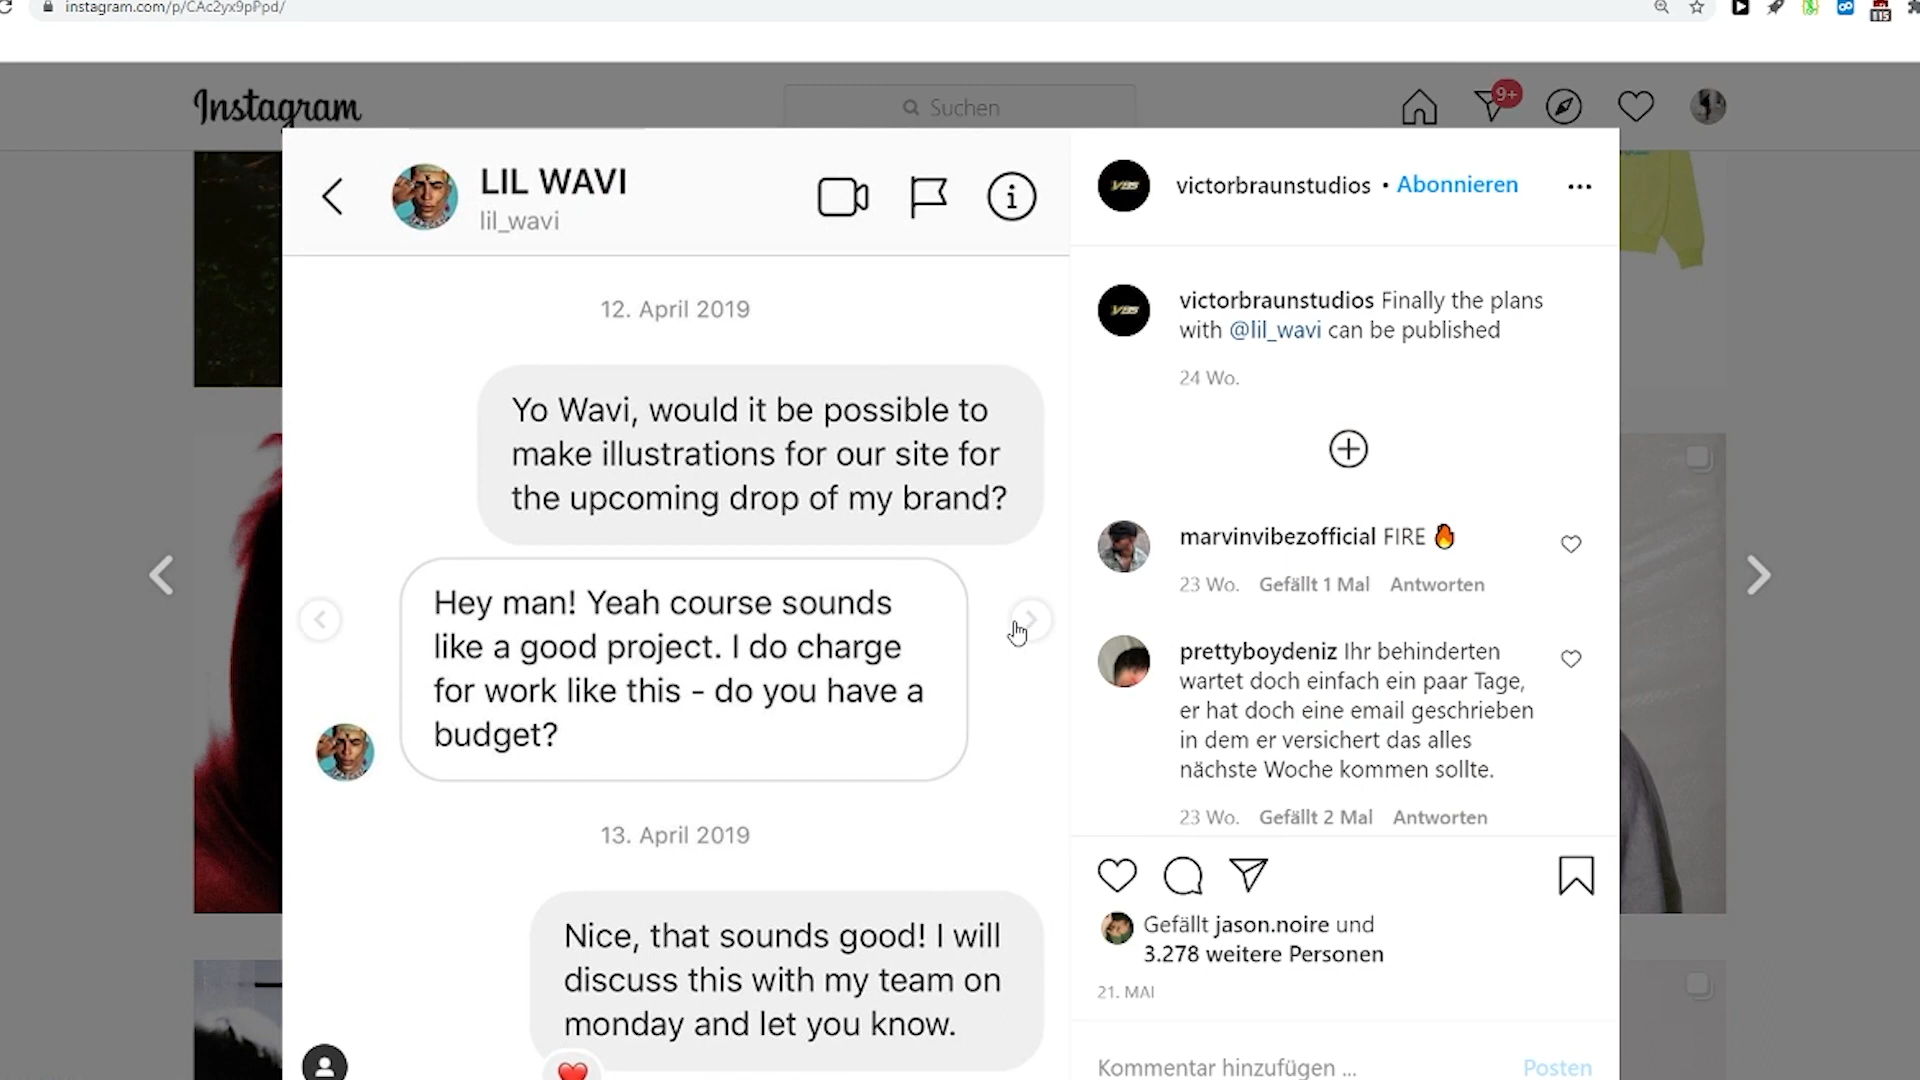 instagram.com/p/CAc2yx9pPpd/
115
Instagram
Suchen
9+
LIL WAVI
lil_wavi
12. April 2019
Yo Wavi, would it be possible to
make illustrations for our site for
the upcoming drop of my brand?
Hey man! Yeah course sounds
like a good project. I do charge
for work like this - do you have a
budget?
13. April 2019
Nice, that sounds good! I will
discuss this with my team on
monday and let you know.
VBS
victorbraunstudios • Abonnieren
VBS
victorbraunstudios Finally the plans
with @lil_wavi can be published
24 Wo.
marvinvibezofficial FIRE 🔥
23 Wo. Gefällt 1 Mal Antworten
prettyboydeniz Ihr behinderten
wartet doch einfach ein paar Tage,
er hat doch eine email geschrieben
in dem er versichert das alles
nächste Woche kommen sollte.
23 Wo. Gefällt 2 Mal Antworten
Gefällt jason.noire und
3.278 weitere Personen
21. MAI
Kommentar hinzufügen ...
Posten